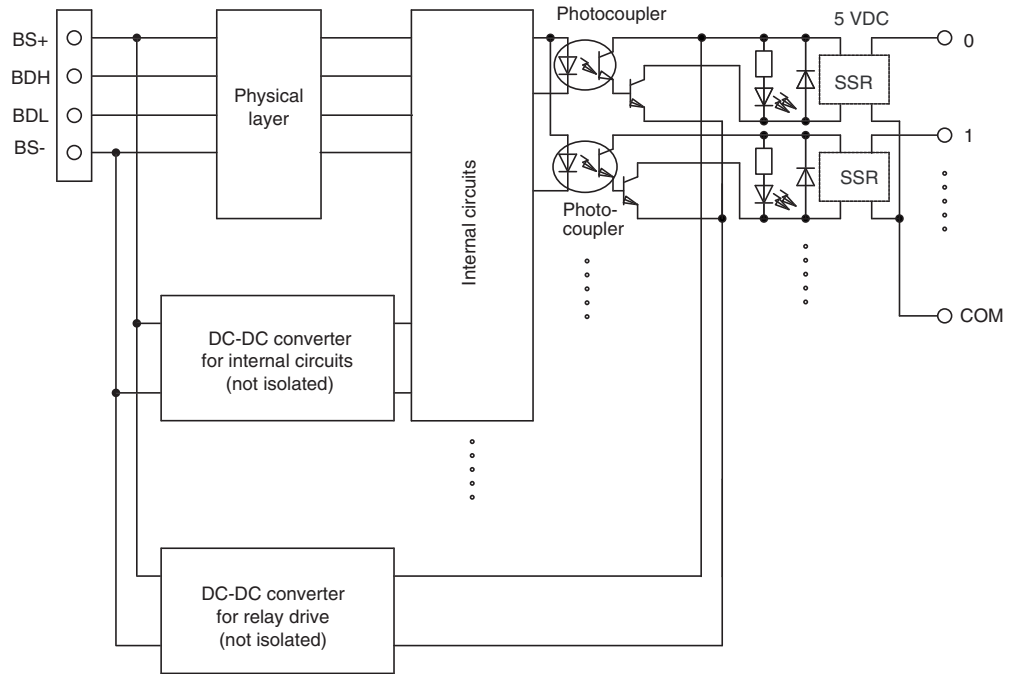 BS+
BDH
BDL
BS-
Physical
layer
Internal circuits
Photocoupler
5 VDC
SSR
0
SSR
1
Photo-
coupler
COM
DC-DC converter
for internal circuits
(not isolated)
DC-DC converter
for relay drive
(not isolated)